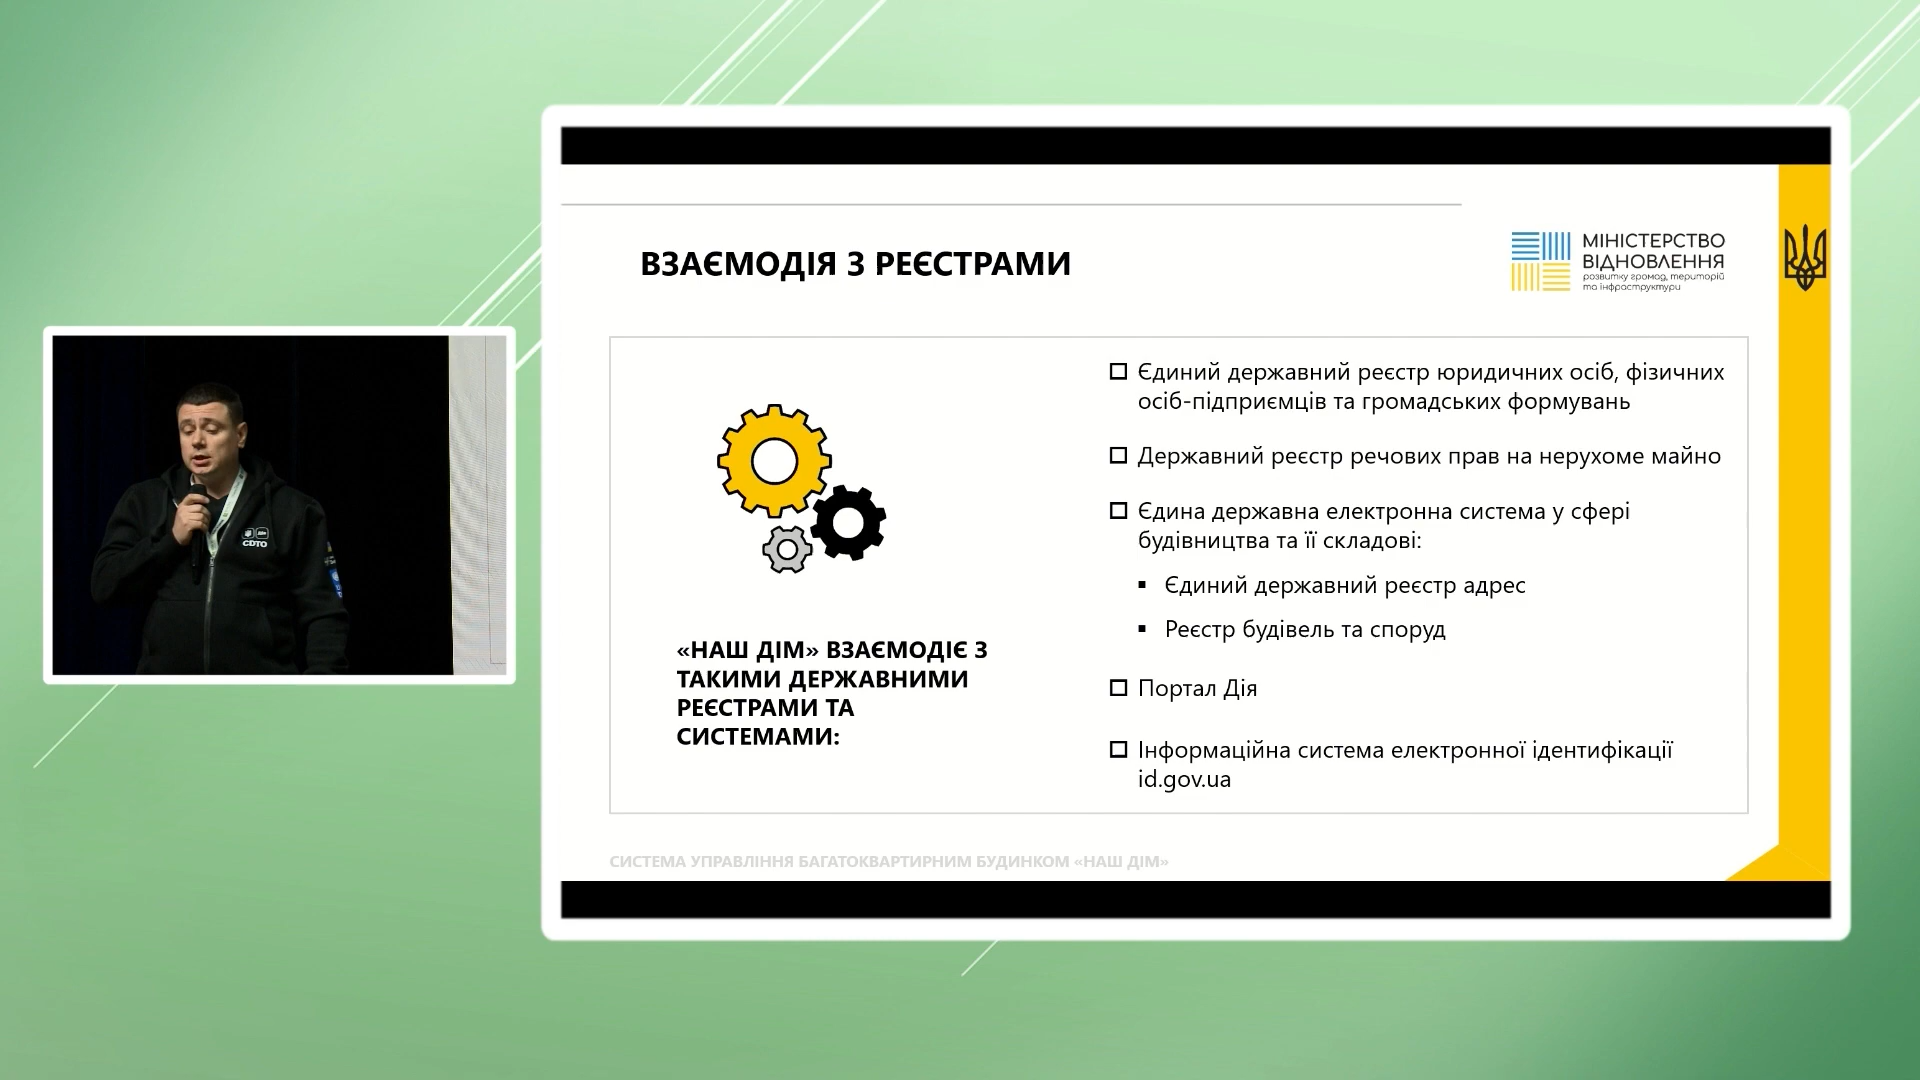 ВЗАЄМОДІЯ З РЕЄСТРАМИ
МІНІСТЕРСТВО
ВІДНОВЛЕННЯ
розвитку громад, територій
та інфраструктури
«НАШ ДІМ» ВЗАЄМОДІЄ З
ТАКИМИ ДЕРЖАВНИМИ
РЕЄСТРАМИ ТА
СИСТЕМАМИ:
Єдиний державний реєстр юридичних осіб, фізичних
осіб-підприємців та громадських формувань
Державний реєстр речових прав на нерухоме майно
Єдина державна електронна система у сфері
будівництва та її складові:
Єдиний державний реєстр адрес
Реєстр будівель та споруд
Портал Дія
Інформаційна система електронної ідентифікації
id.gov.ua
СИСТЕМА УПРАВЛІННЯ БАГАТОКВАРТИРНИМ БУДИНКОМ «НАШ ДІМ»
CDTO